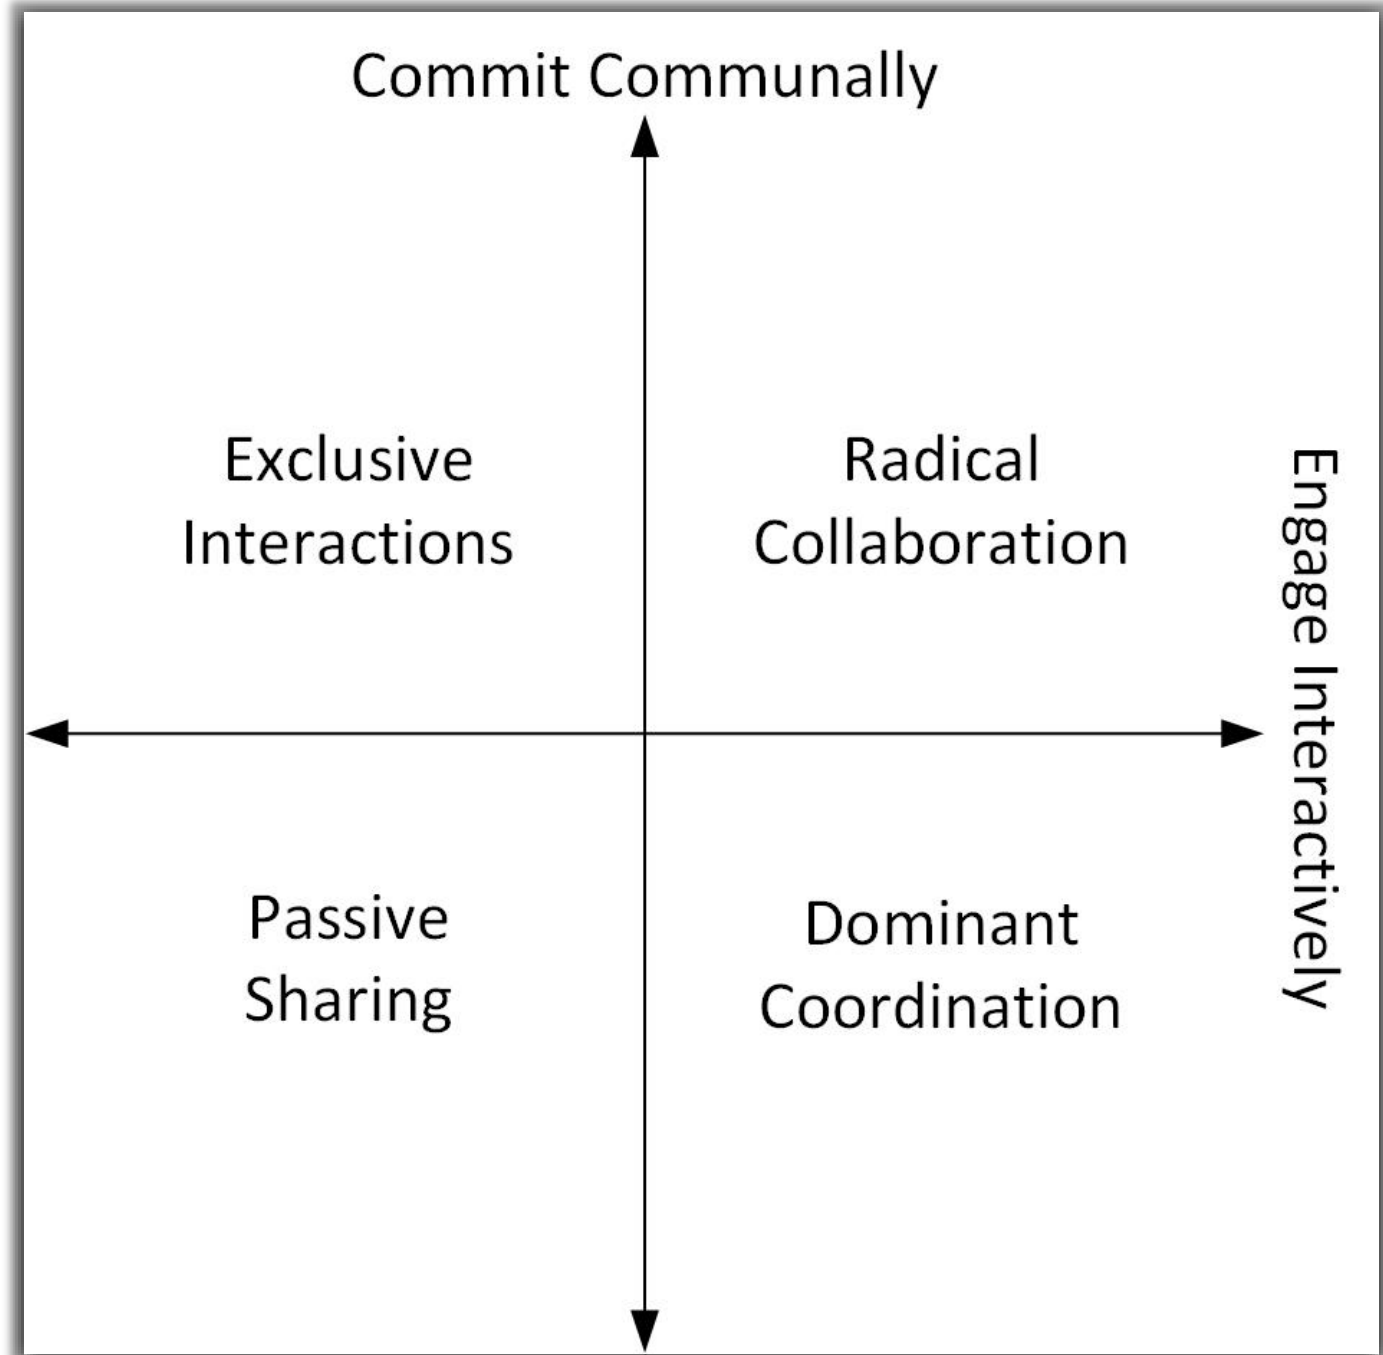 Commit Communally
Exclusive
Interactions
Radical
Collaboration
Engage Interactively
Passive
Sharing
Dominant
Coordination